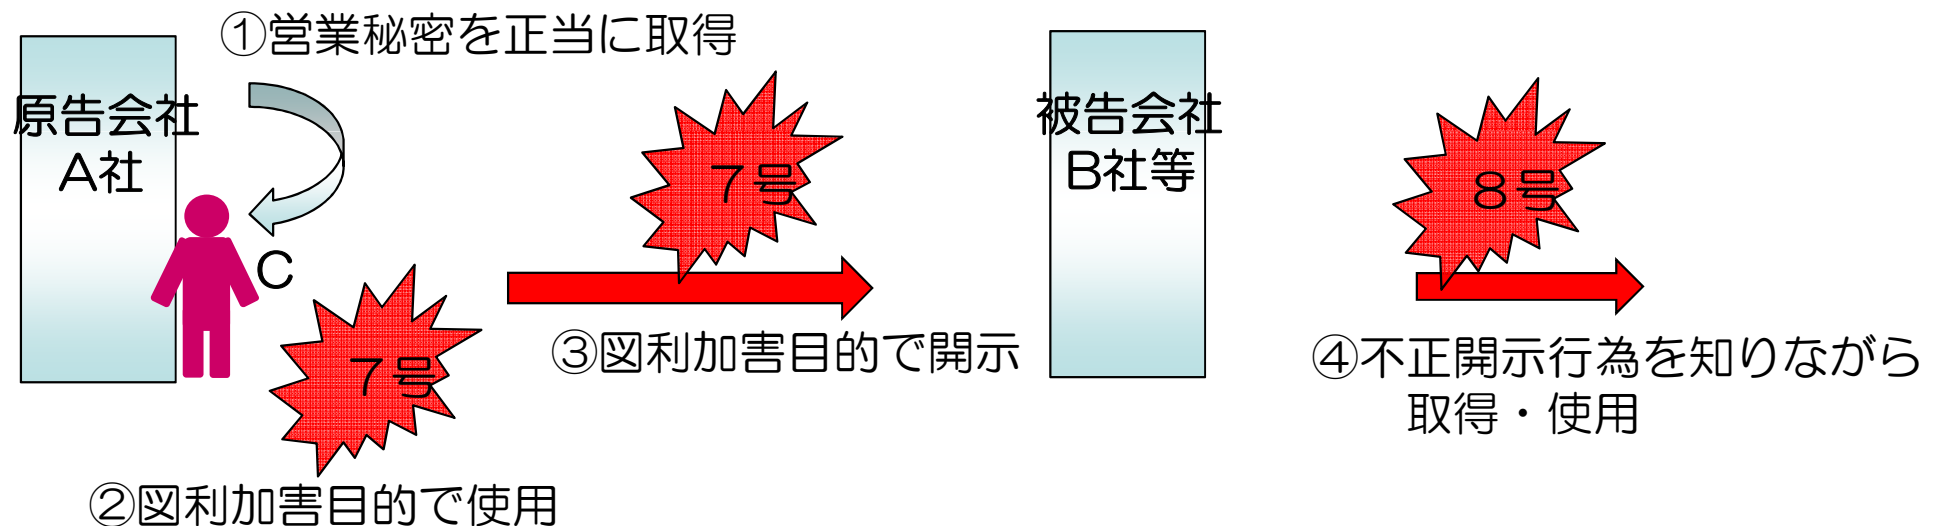 ①営業秘密を正当に取得
原告会社
A社
C
7号
②図利加害目的で使用
7号
③図利加害目的で開示
被告会社
B社等
8号
④不正開示行為を知りながら
取得・使用